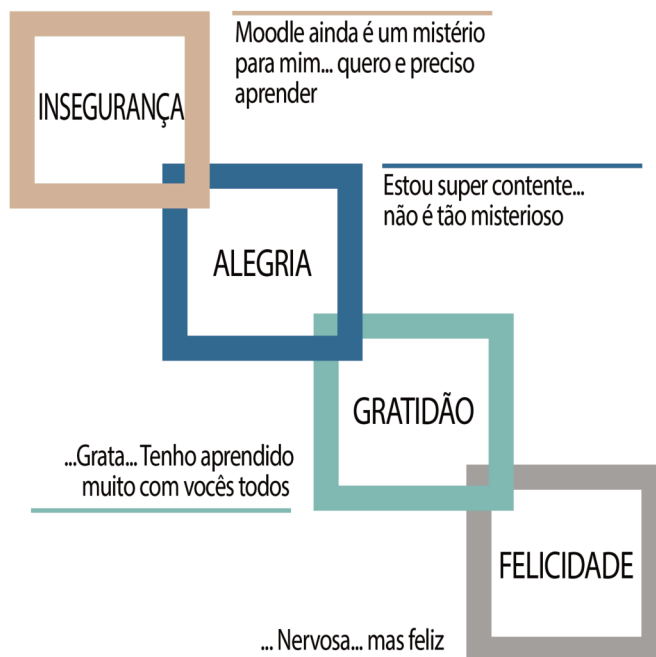 Moodle ainda é um mistério
para mim... quero e preciso
aprender
INSEGURANÇA
Estou super contente...
não é tão misterioso
ALEGRIA
GRATIDÃO
...Grata... Tenho aprendido
muito com vocês todos
FELICIDADE
... Nervosa... mas feliz